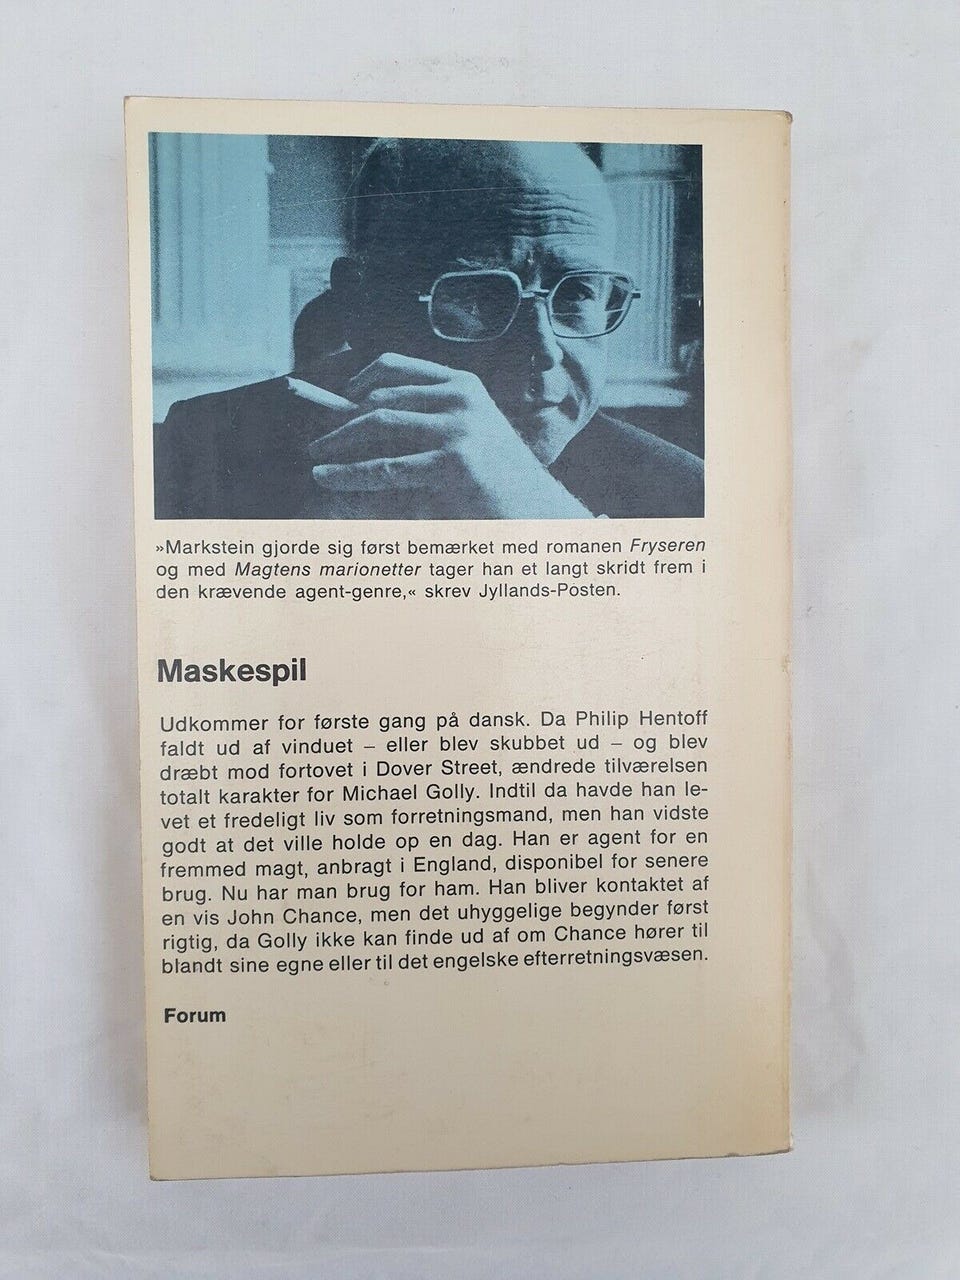 »Markstein gjorde sig først bemærket med romanen Fryseren
og med Magtens marionetter tager han et langt skridt frem i
den krævende agent-genre,« skrev Jyllands-Posten.
Maskespil
Udkommer for første gang på dansk. Da Philip Hentoff
faldt ud af vinduet – eller blev skubbet ud – og blev
dræbt mod fortovet i Dover Street, ændrede tilværelsen
totalt karakter for Michael Golly. Indtil da havde han le-
vet et fredeligt liv som forretningsmand, men han vidste
godt at det ville holde op en dag. Han er agent for en
fremmed magt, anbragt i England, disponibel for senere
brug. Nu har man brug for ham. Han bliver kontaktet af
en vis John Chance, men det uhyggelige begynder først
rigtig, da Golly ikke kan finde ud af om Chance hører til
blandt sine egne eller til det engelske efterretningsvæsen.
Forum